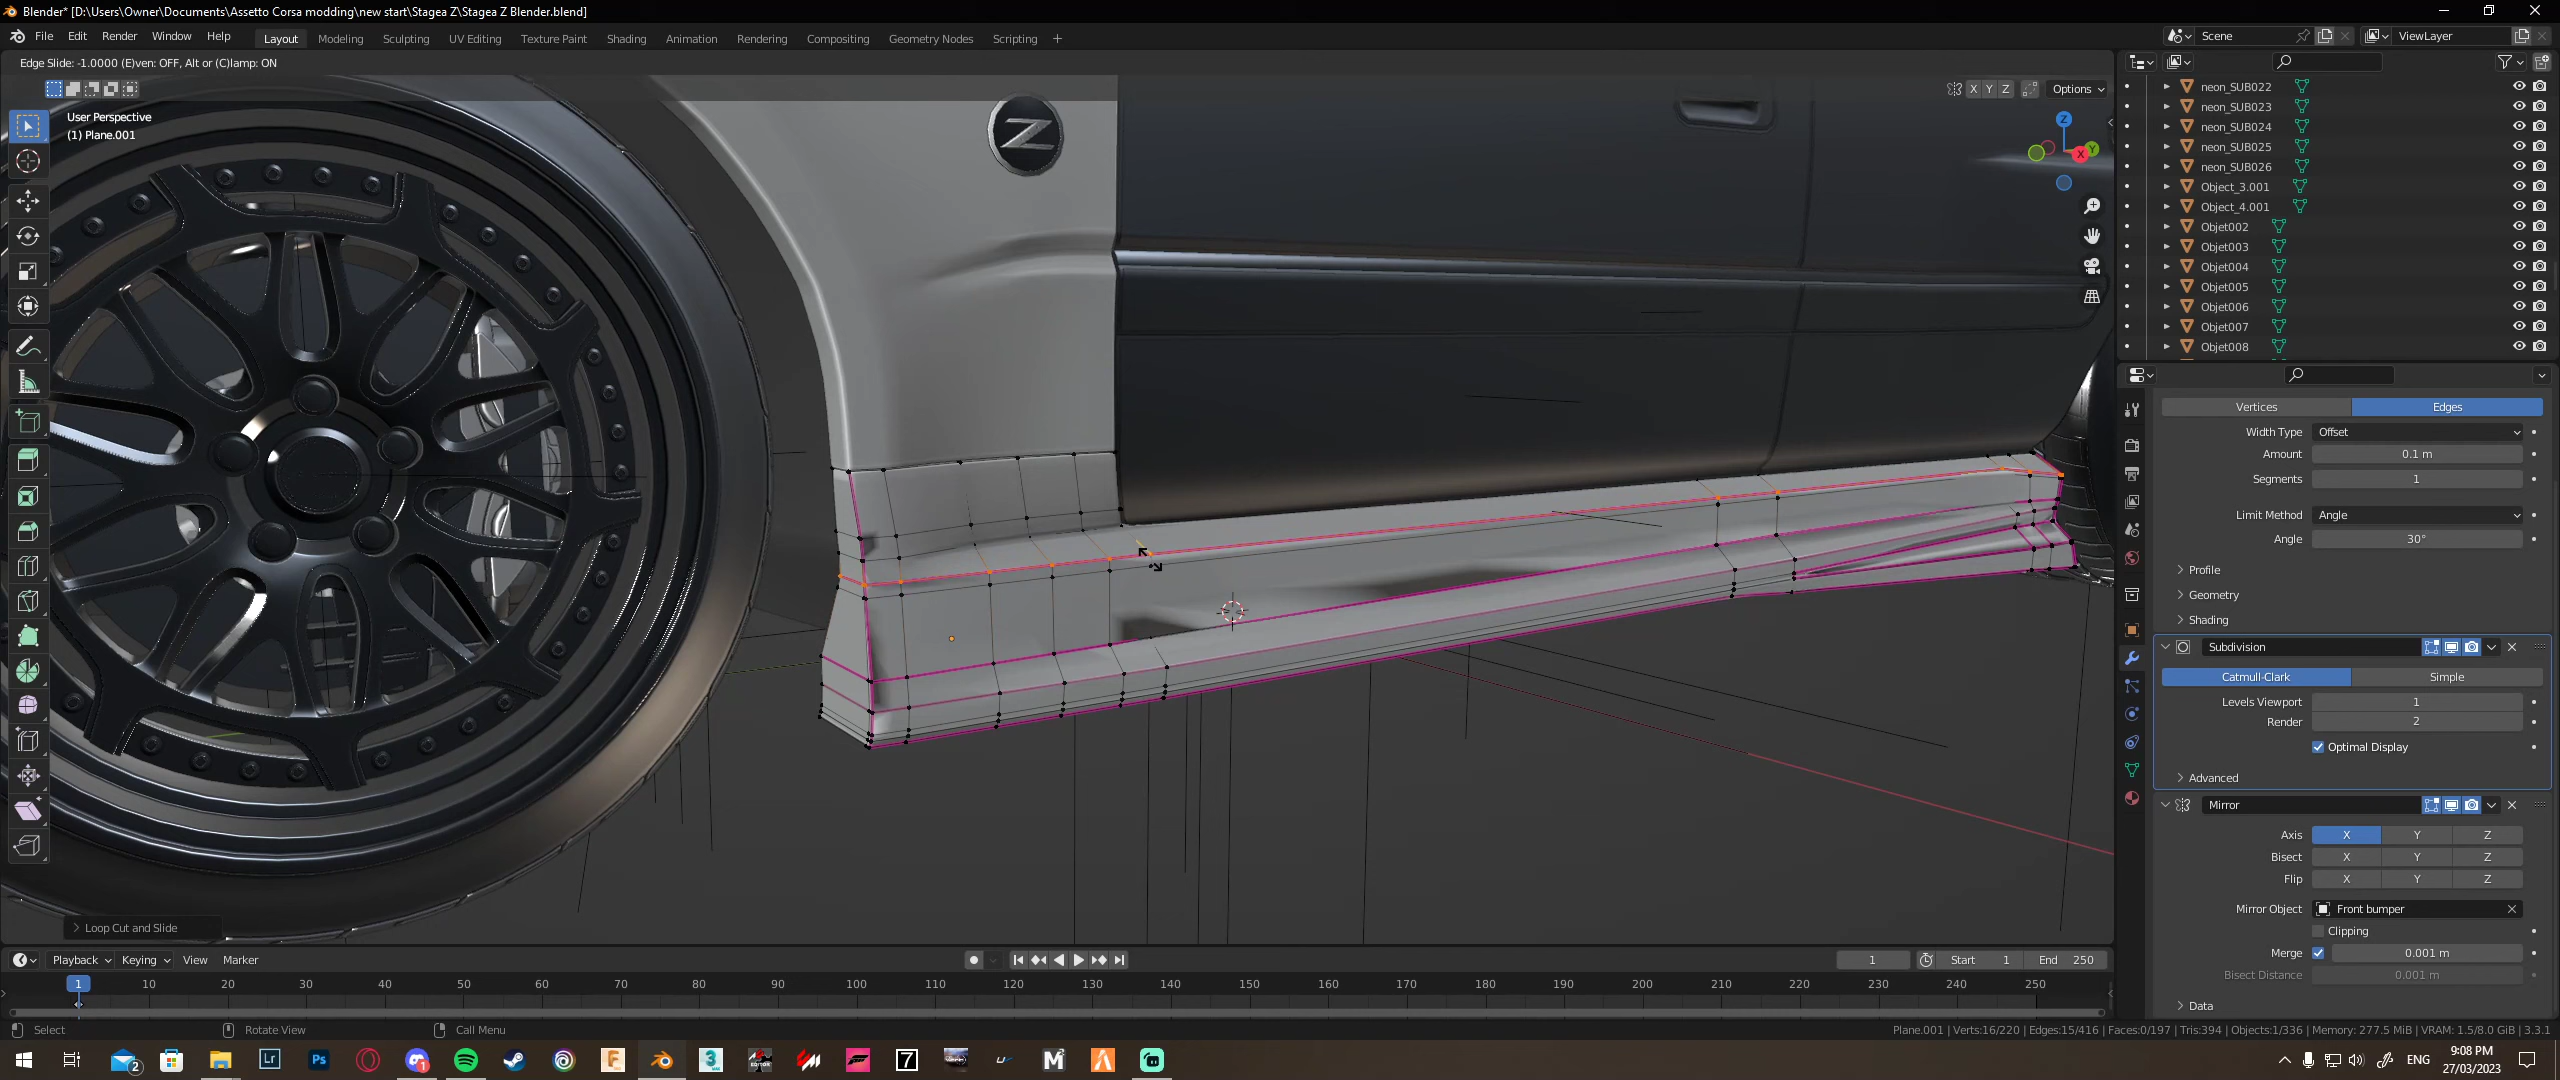 Blender* [D:\Users\Owner\Documents\Assetto Corsa modding\new start\Stagea Z\Stagea Z Blender.blend]
File Edit Render Window Help Layout Modeling Sculpting UV Editing Texture Paint Shading Animation Rendering Compositing Geometry Nodes Scripting + Scene ViewLayer
Edge Slide: -1.0000 (E)ven: OFF, Alt or (C)lamp: ON
X Y Z Options
User Perspective
(1) Plane.001
Z
Z
Y
X
neon_SUB022
neon_SUB023
neon_SUB024
neon_SUB025
neon_SUB026
Object_3.001
Object_4.001
Objet002
Objet003
Objet004
Objet005
Objet006
Objet007
Objet008
Vertices Edges
Width Type Offset
Amount 0.1 m
Segments 1
Limit Method Angle
Angle 30°
Profile
Geometry
Shading
Subdivision
Catmull-Clark Simple
Levels Viewport 1
Render 2
Optimal Display
Advanced
Mirror
Axis X Y Z
Bisect X Y Z
Flip X Y Z
Mirror Object Front bumper
Clipping
Merge 0.001 m
Bisect Distance 0.001 m
Data
Loop Cut and Slide
Playback Keying View Marker 1 Start 1 End 250
1 10 20 30 40 50 60 70 80 90 100 110 120 130 140 150 160 170 180 190 200 210 220 230 240 250
Select Rotate View Call Menu Plane.001 | Verts:16/220 | Edges:15/416 | Faces:0/197 | Tris:394 | Objects:1/336 | Memory: 277.5 MiB | VRAM: 1.5/8.0 GiB | 3.3.1
2 Lr Ps 1 F 3 EDITOR 7 M ENG 9:08 PM
27/03/2023